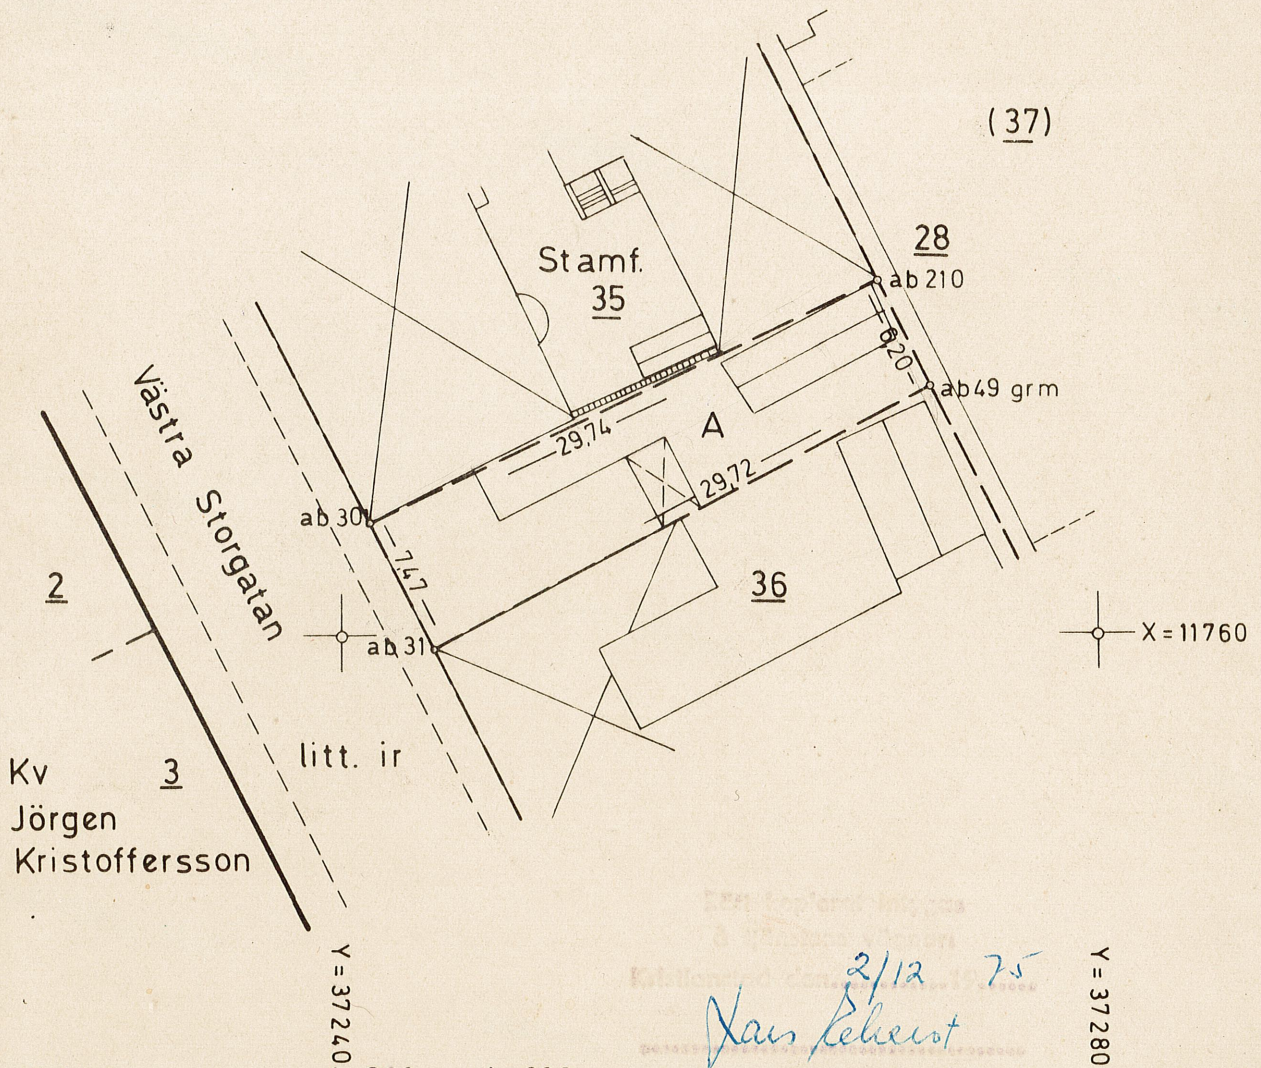 (37)
28
Stamf.
35
ab 210
6,20
ab49 grm
Västra Storgatan
A
29,74
29,72
ab 30
7,47
2
36
ab 31
X = 11760
litt. ir
Kv
3
Jörgen
Kristoffersson
2/12 75
Y = 37240
Y = 37280